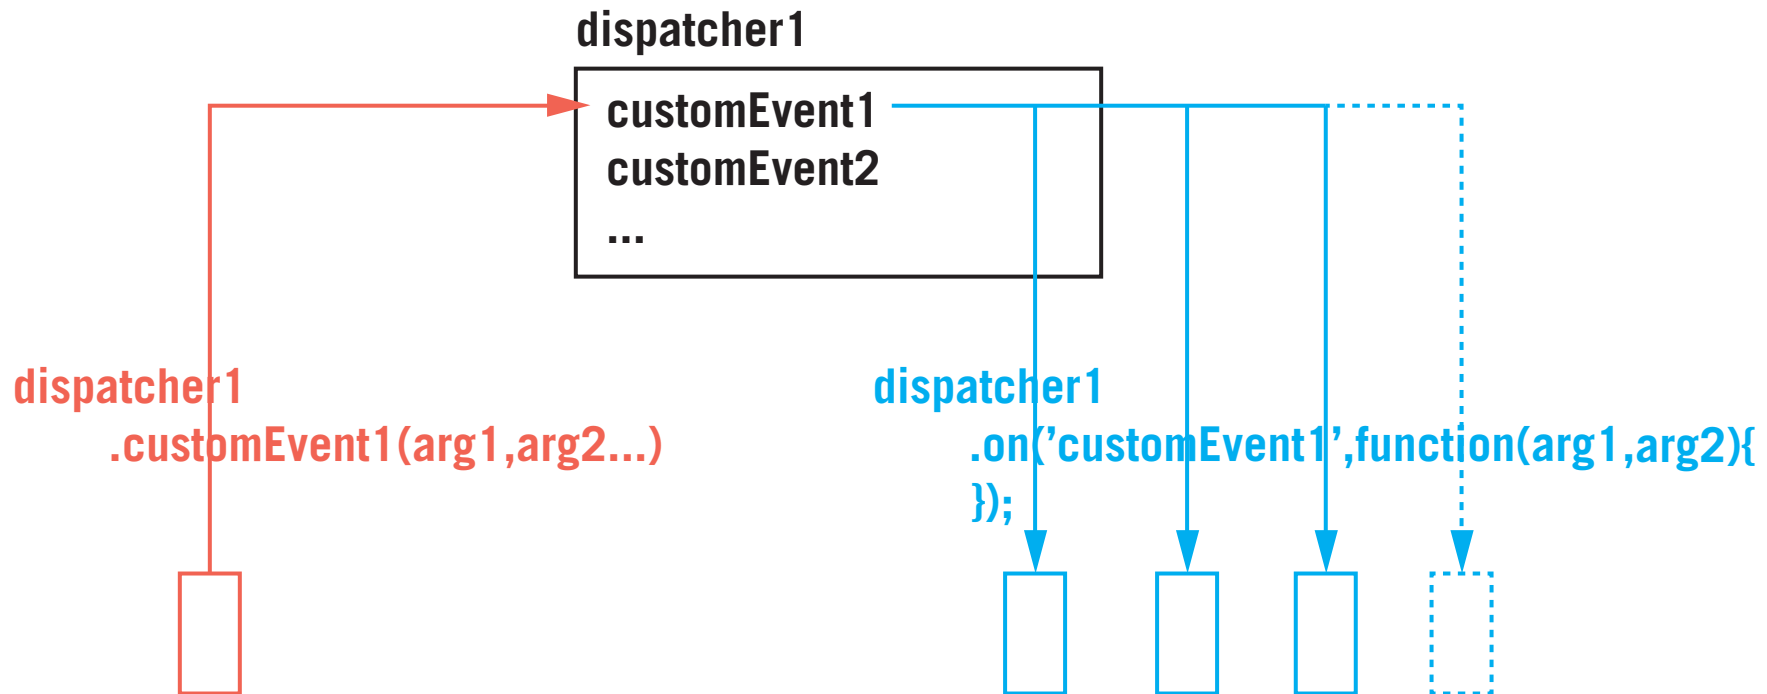 dispatcher1
customEvent1
customEvent2
...
dispatcher1
.customEvent1(arg1,arg2...)
dispatcher1
.on(’customEvent1’,function(arg1,arg2){
});